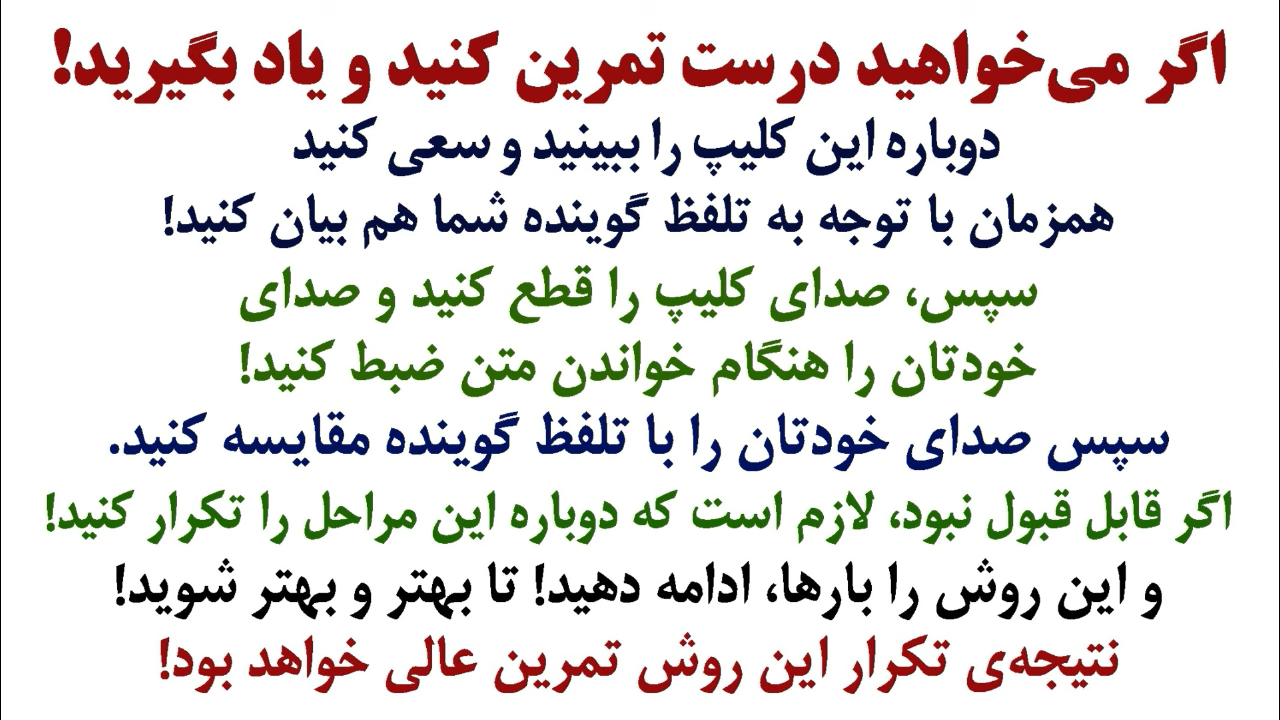 اگر می‌خواهید درست تمرین کنید و یاد بگیرید!
دوباره این کلیپ را ببینید و سعی کنید
همزمان با توجه به تلفظ گوینده شما هم بیان کنید!
سپس، صدای کلیپ را قطع کنید و صدای
خودتان را هنگام خواندن متن ضبط کنید!
سپس صدای خودتان را با تلفظ گوینده مقایسه کنید.
اگر قابل قبول نبود، لازم است که دوباره این مراحل را تکرار کنید!
و این روش را بارها، ادامه دهید! تا بهتر و بهتر شوید!
نتیجه‌ی تکرار این روش تمرین عالی خواهد بود!